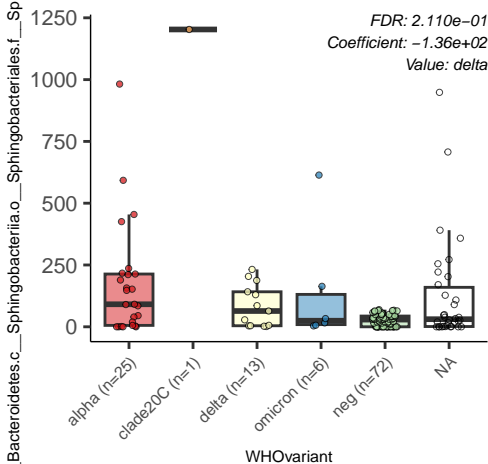 FDR: 2.110e−01
Coefficient: −1.36e+02
Value: delta
_Bacteroidetes.c__Sphingobacteriia.o__Sphingobacteriales.f__Sp
1250
1000
750
500
250
0
alpha (n=25)
clade20C (n=1)
delta (n=13)
omicron (n=6)
neg (n=72)
NA
WHOvariant